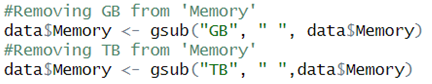 #Removing GB from 'Memory'
data$Memory <- gsub("GB", " ", data$Memory)
#Removing TB from 'Memory'
data$Memory <- gsub("TB", " ",data$Memory)